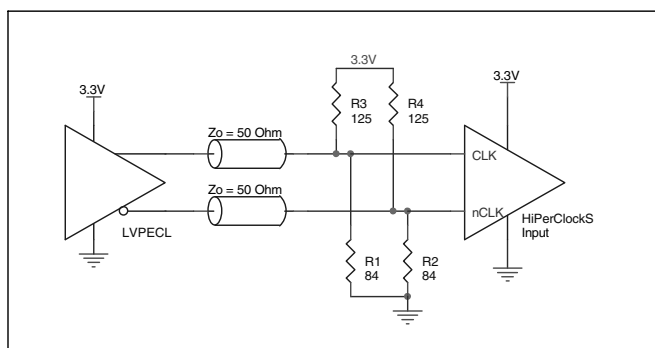 3.3V
3.3V
3.3V
R3
125
R4
125
Zo = 50 Ohm
CLK
Zo = 50 Ohm
nCLK
LVPECL
HiPerClockS
Input
R1
84
R2
84